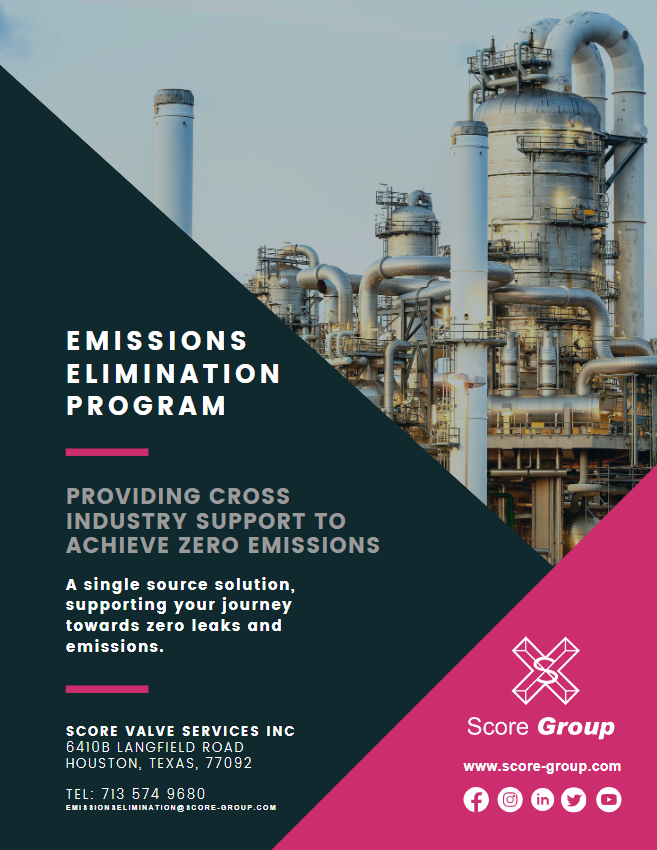 EMISSIONS
ELIMINATION
PROGRAM
PROVIDING CROSS
INDUSTRY SUPPORT TO
ACHIEVE ZERO EMISSIONS
A single source solution,
supporting your journey
towards zero leaks and
emissions.
SCORE VALVE SERVICES INC
6410B LANGFIELD ROAD
HOUSTON, TEXAS, 77092
TEL: 713 574 9680
EMISSIONSELIMINATION@SCORE-GROUP.COM
S
Score Group
www.score-group.com